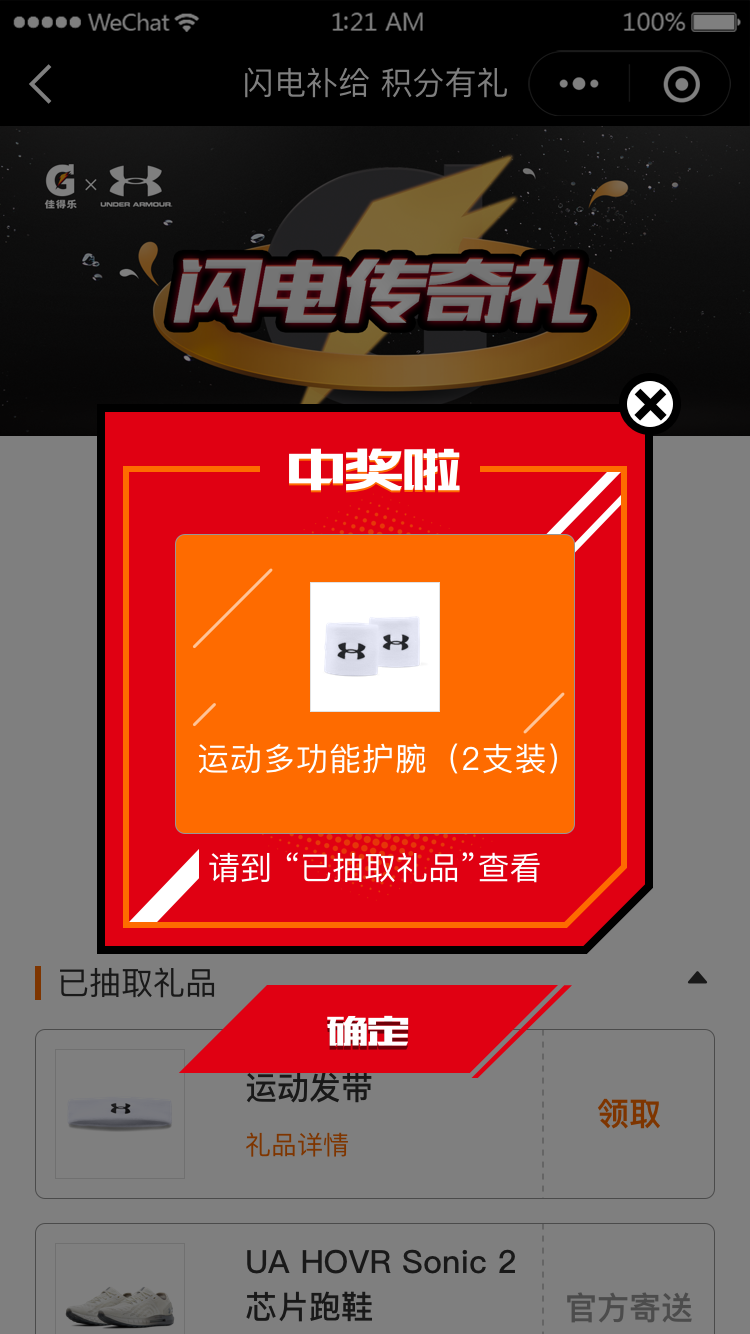 WeChat 1:21 AM 100%
闪电补给 积分有礼
G × UNDER ARMOUR
佳得乐
闪电传奇礼
中奖啦
运动多功能护腕（2支装）
请到 “已抽取礼品”查看
已抽取礼品
确定
运动发带
领取
礼品详情
UA HOVR Sonic 2
芯片跑鞋
官方寄送